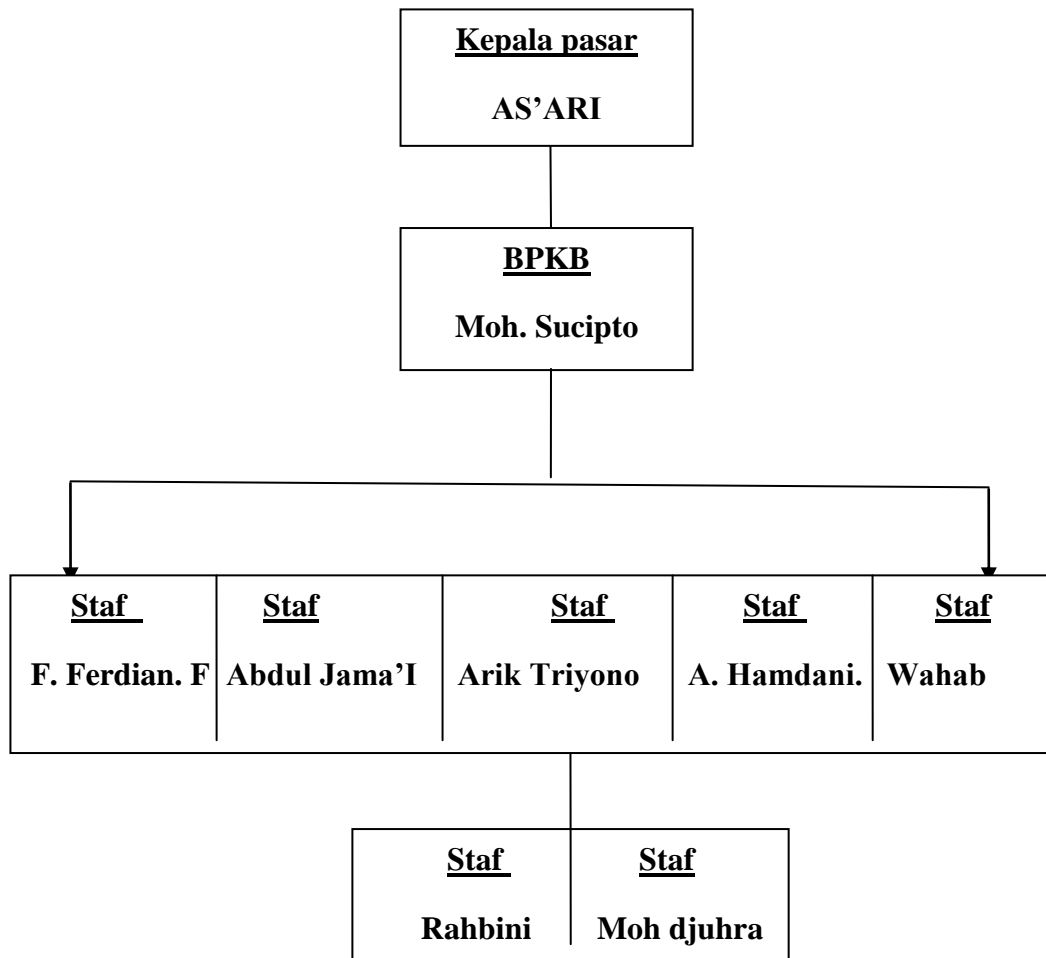 Kepala pasar
AS’ARI
BPKB
Moh. Sucipto
Staf Staf Staf Staf Staf
F. Ferdian. F Abdul Jama’I Arik Triyono A. Hamdani. Wahab
Staf Staf
Rahbini Moh djuhra